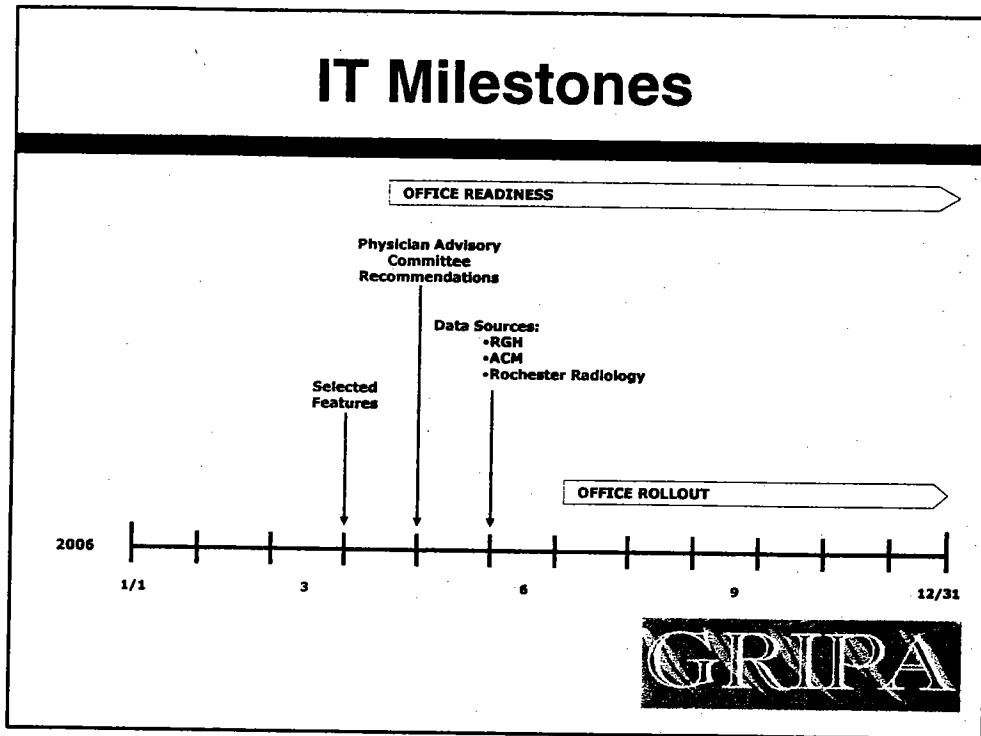 IT Milestones
OFFICE READINESS
Physician Advisory
Committee
Recommendations
Data Sources:
•RGH
•ACM
•Rochester Radiology
Selected
Features
OFFICE ROLLOUT
2006
1/1
3
6
9
12/31
GRIPA